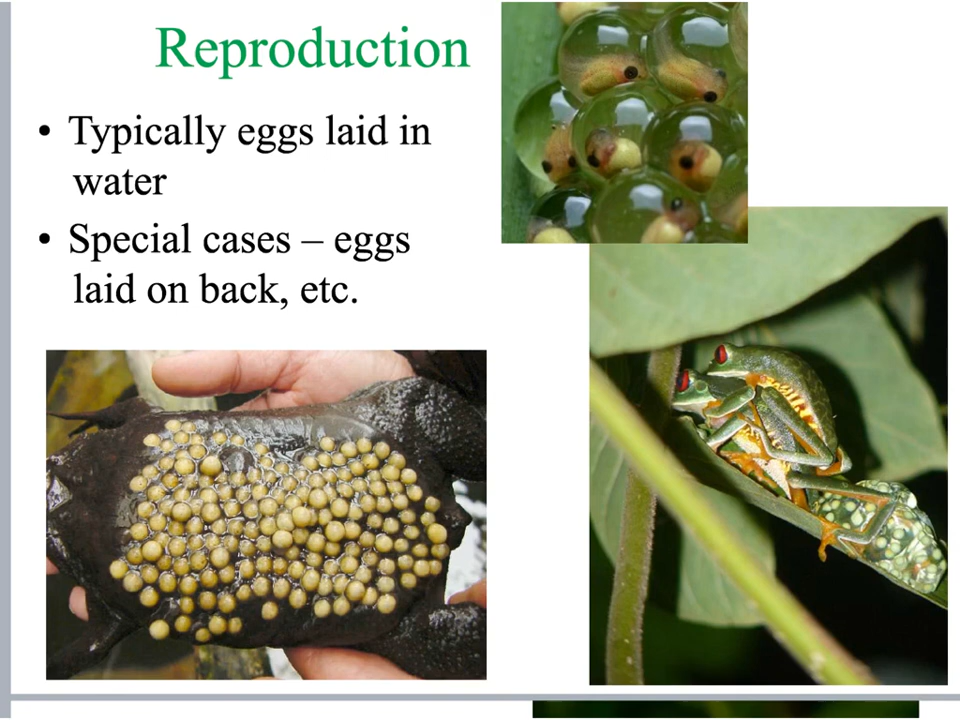 Reproduction
• Typically eggs laid in
water
• Special cases – eggs
laid on back, etc.